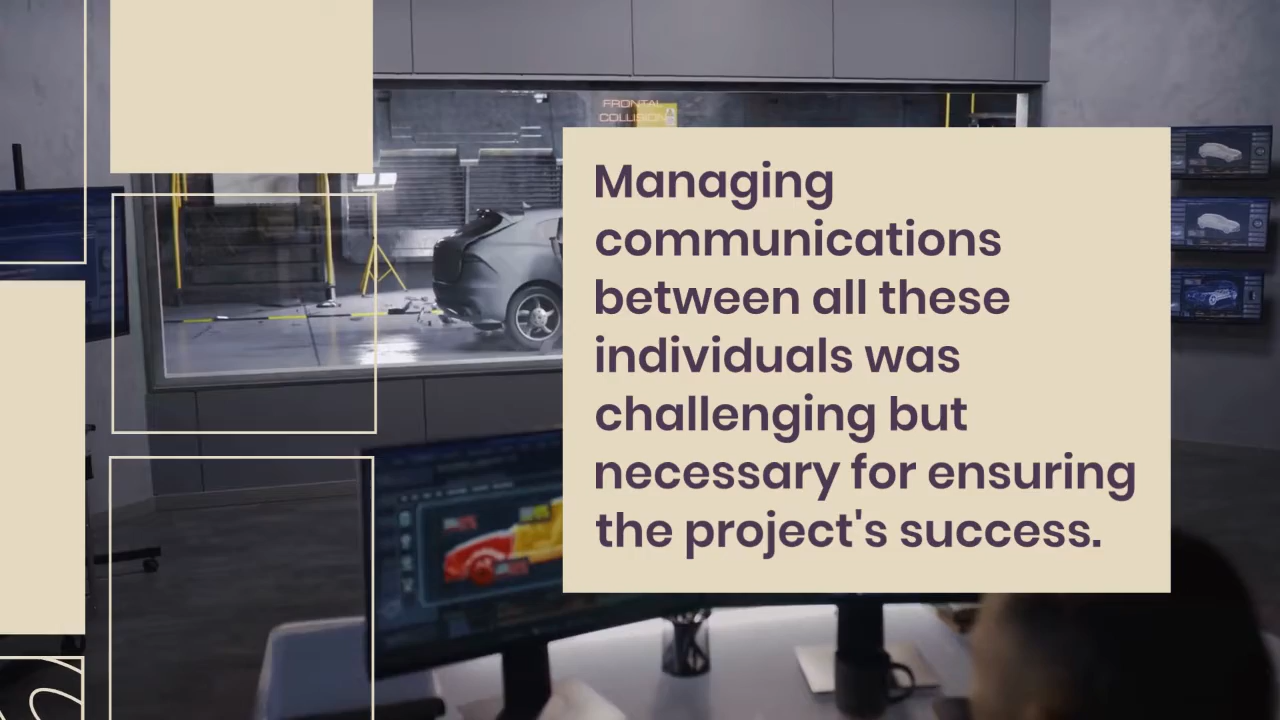 FRONTAL
COLLISION
Managing
communications
between all these
individuals was
challenging but
necessary for ensuring
the project's success.